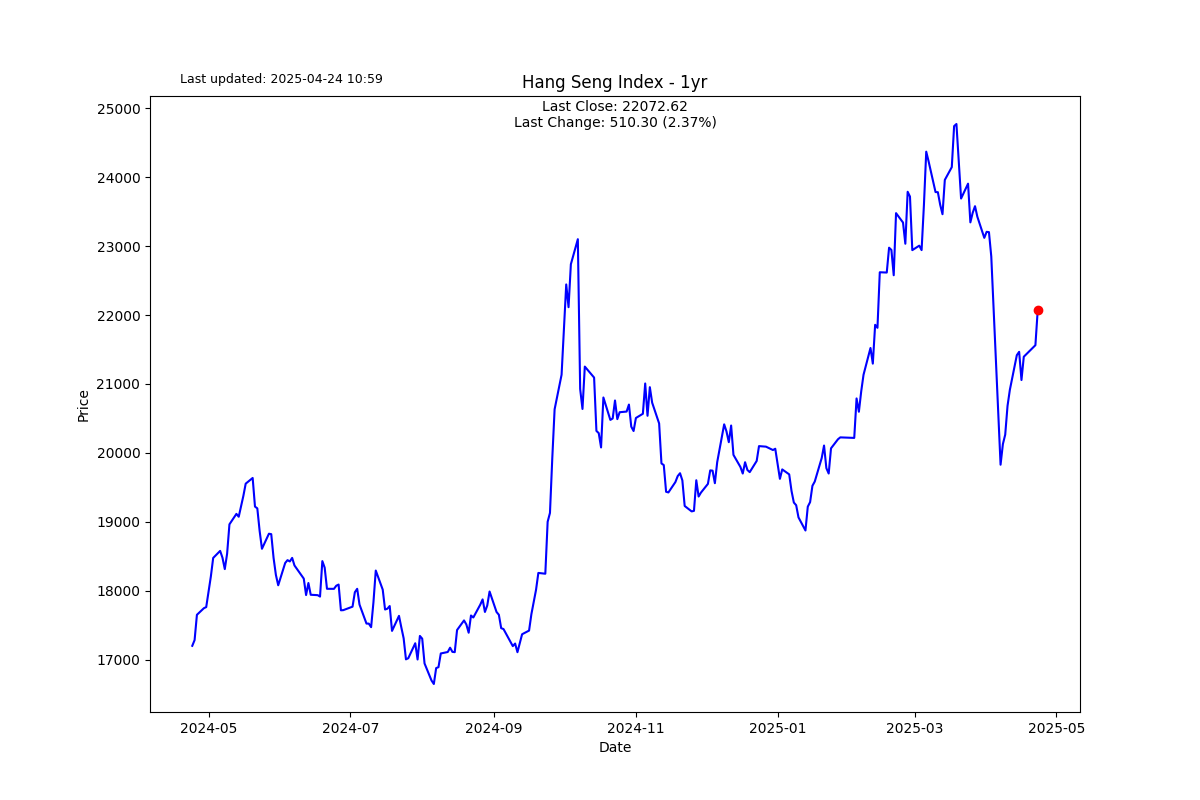 Last updated: 2025-04-24 10:59
Hang Seng Index - 1yr
Last Close: 22072.62
Last Change: 510.30 (2.37%)
25000
24000
23000
22000
21000
20000
19000
18000
17000
Price
2024-05
2024-07
2024-09
2024-11
2025-01
2025-03
2025-05
Date